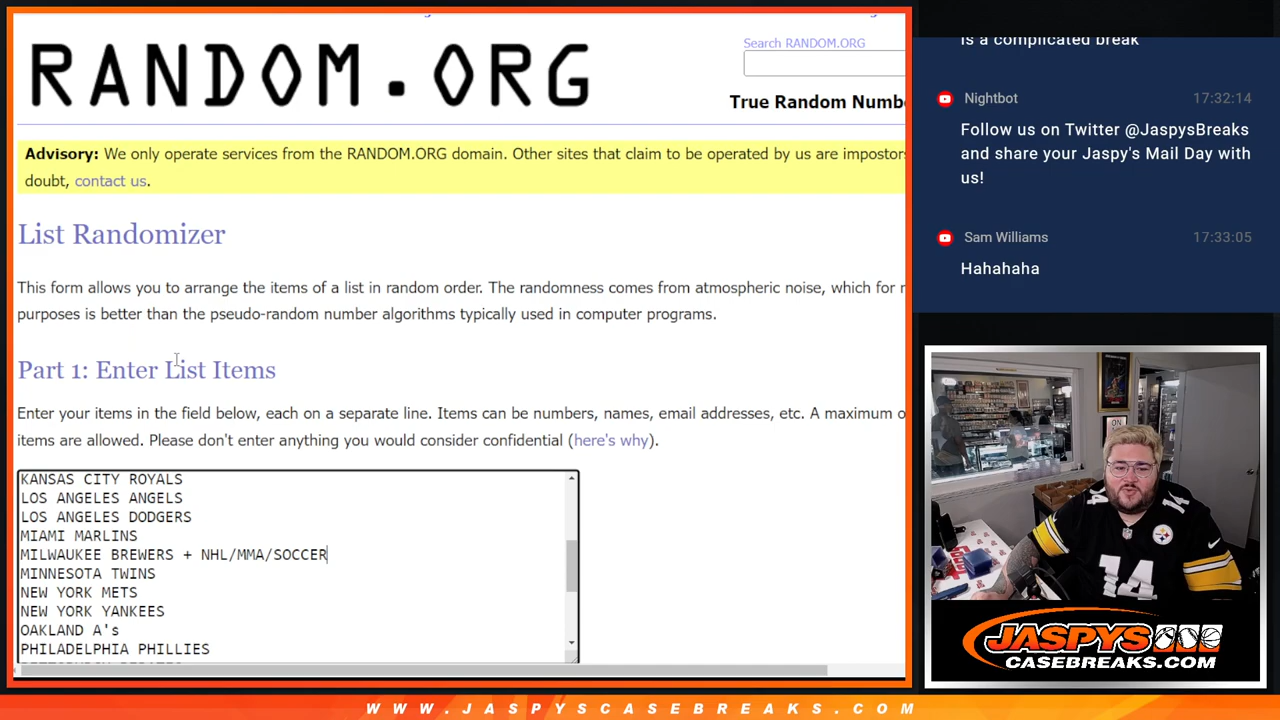 RANDOM.ORG
Search RANDOM.ORG
True Random Numb
Advisory: We only operate services from the RANDOM.ORG domain. Other sites that claim to be operated by us are impostors
doubt, contact us.
List Randomizer
This form allows you to arrange the items of a list in random order. The randomness comes from atmospheric noise, which for
purposes is better than the pseudo-random number algorithms typically used in computer programs.
Part 1: Enter List Items
Enter your items in the field below, each on a separate line. Items can be numbers, names, email addresses, etc. A maximum
items are allowed. Please don't enter anything you would consider confidential (here's why).
KANSAS CITY ROYALS
LOS ANGELES ANGELS
LOS ANGELES DODGERS
MIAMI MARLINS
MILWAUKEE BREWERS + NHL/MMA/SOCCER
MINNESOTA TWINS
NEW YORK METS
NEW YORK YANKEES
OAKLAND A's
PHILADELPHIA PHILLIES
is a complicated break
Nightbot 17:32:14
Follow us on Twitter @JaspysBreaks
and share your Jaspy's Mail Day with
us!
Sam Williams 17:33:05
Hahahaha
ON
14
14
14
JASPYS
CASEBREAKS.COM
WWW.JASPYSCASEBREAKS.COM